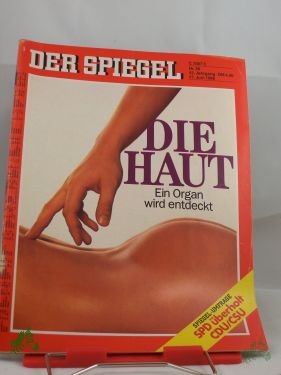 DER SPIEGEL
DIE
HAUT
Ein Organ
wird entdeckt
SPIEGEL-UMFRAGE
SPD überholt
CDU/CSU